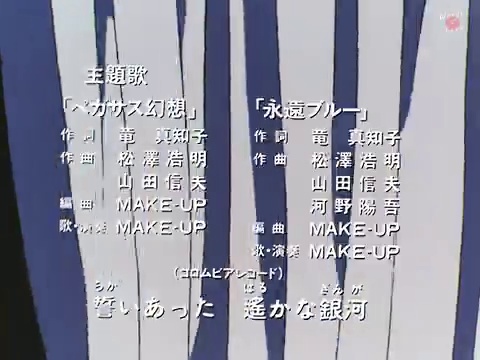 主題歌
「ペガサス幻想」
作詞 竜 真知子
作曲 松澤浩明
山田信夫
編曲 MAKE-UP
歌・演奏 MAKE-UP
「永遠ブルー」
作詞 竜 真知子
作曲 松澤浩明
山田信夫
河野陽吾
編曲 MAKE-UP
歌・演奏 MAKE-UP
(コロムビアレコード)
ちか はる ぎんが
誓いあった 遙かな銀河